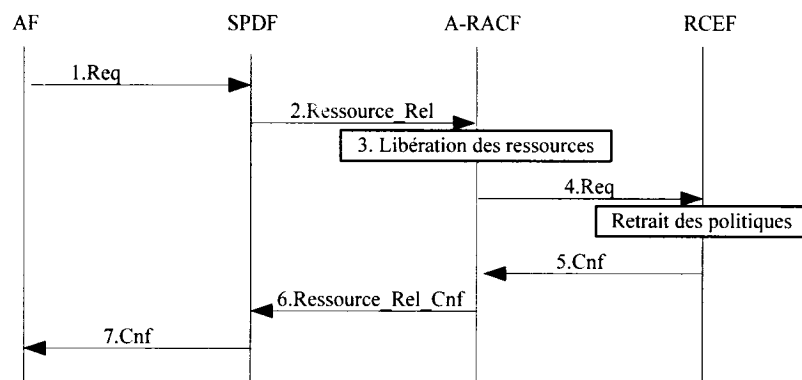 AF SPDF A-RACF RCEF
1.Req
2.Ressource_Rel
3. Libération des ressources
4.Req
Retrait des politiques
5.Cnf
6.Ressource_Rel_Cnf
7.Cnf